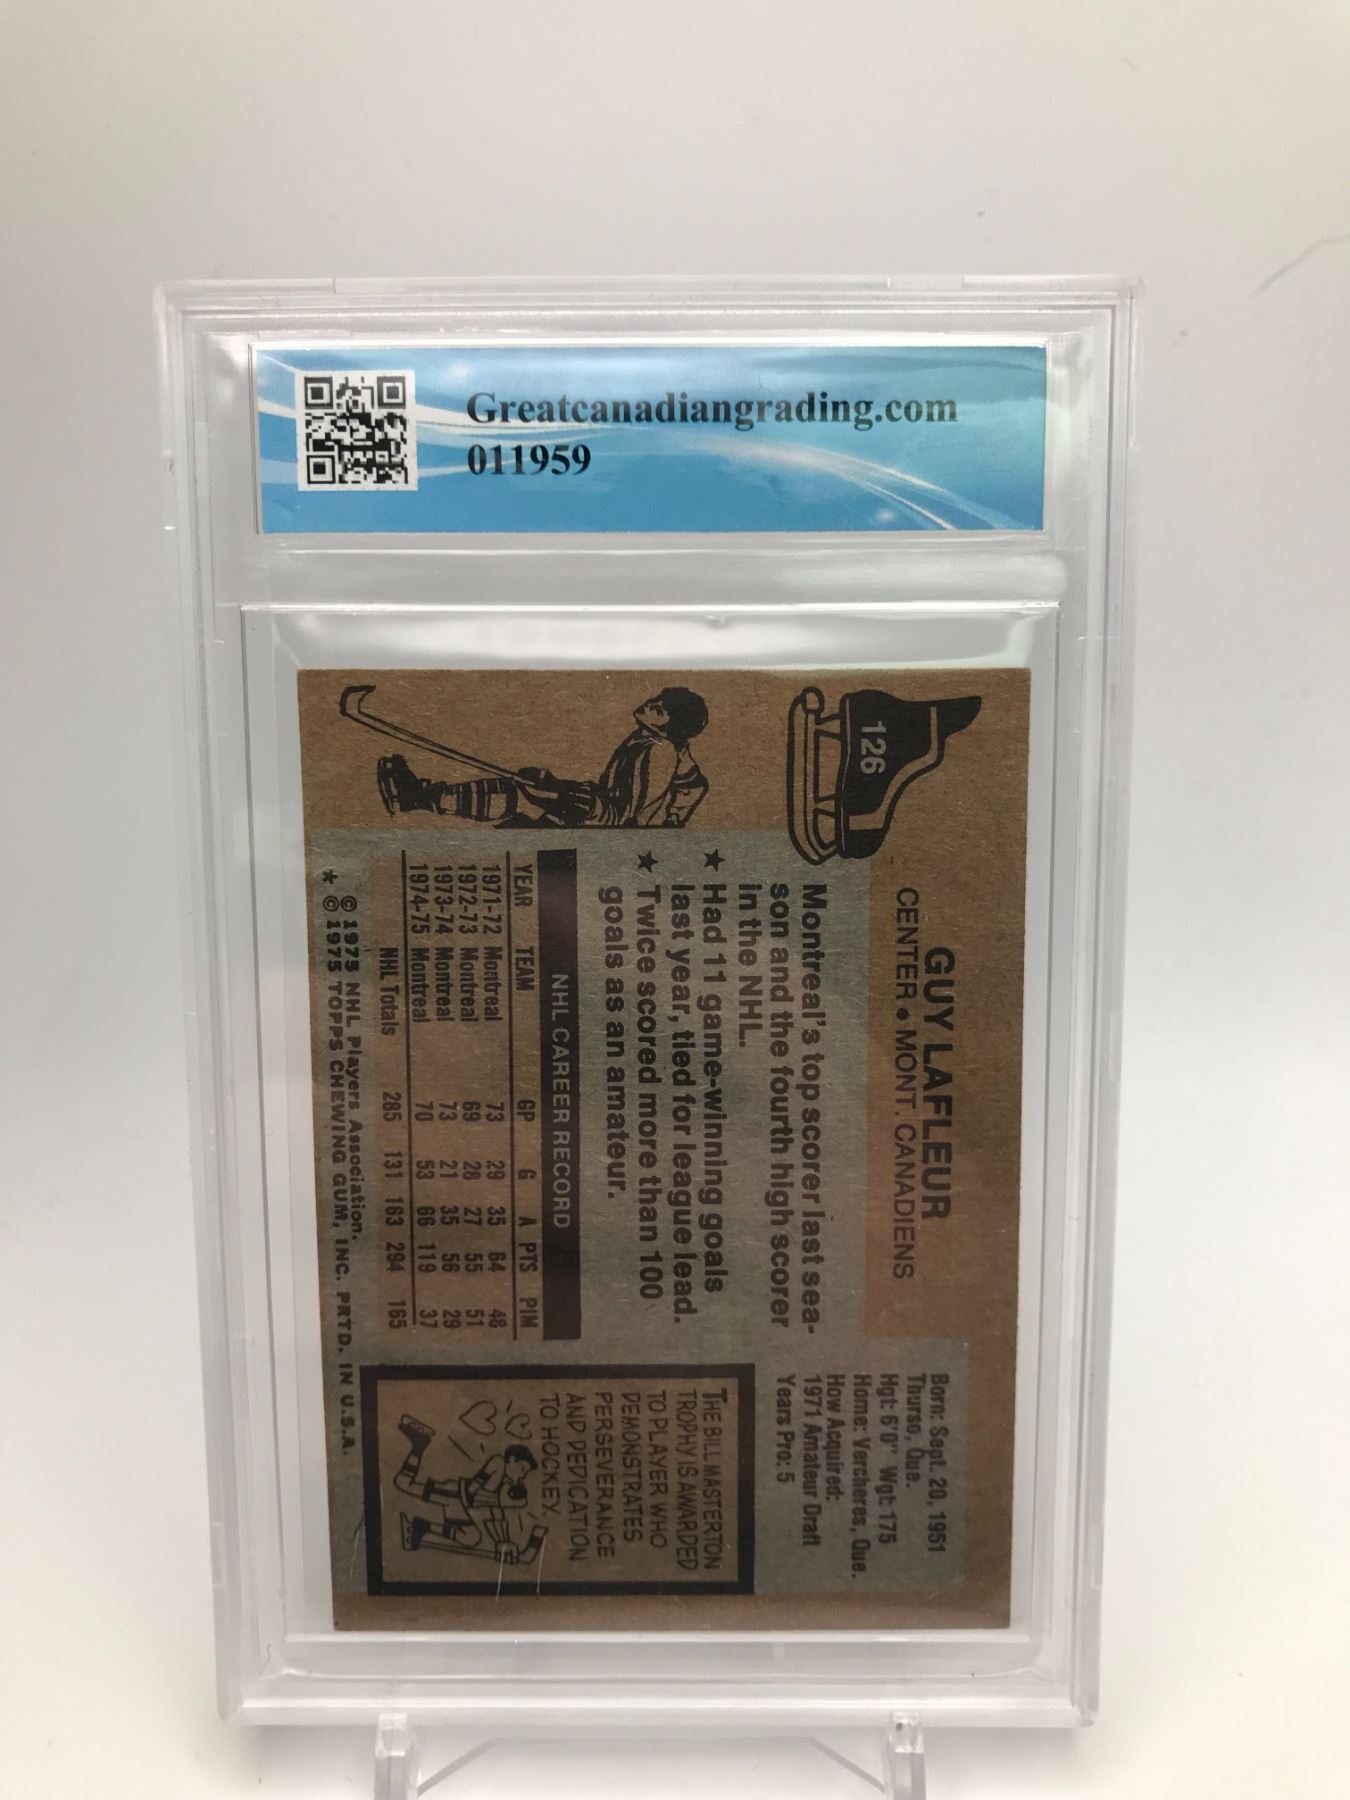 Greatcanadiangrading.com
011959
126
GUY LAFLEUR
CENTER • MONT. CANADIENS
Born: Sept. 20, 1951
Thurso, Que.
Hgt: 6'0" Wgt: 175
Home: Vercheres, Que.
How Acquired:
1971 Amateur Draft
Years Pro: 5
Montreal's top scorer last sea-
son and the fourth high scorer
in the NHL.
★ Had 11 game-winning goals
last year, tied for league lead.
★ Twice scored more than 100
goals as an amateur.
NHL CAREER RECORD
YEAR TEAM GP G A PTS PIM
1971-72 Montreal 73 29 35 64 48
1972-73 Montreal 69 28 27 55 51
1973-74 Montreal 73 21 35 56 29
1974-75 Montreal 70 53 66 119 37
NHL Totals 285 131 163 294 165
© 1975 NHL Players Association.
* © 1975 TOPPS CHEWING GUM, INC. PRTD. IN U.S.A.
THE BILL MASTERTON
TROPHY IS AWARDED
TO PLAYER WHO
DEMONSTRATES
PERSEVERANCE
AND DEDICATION
TO HOCKEY.